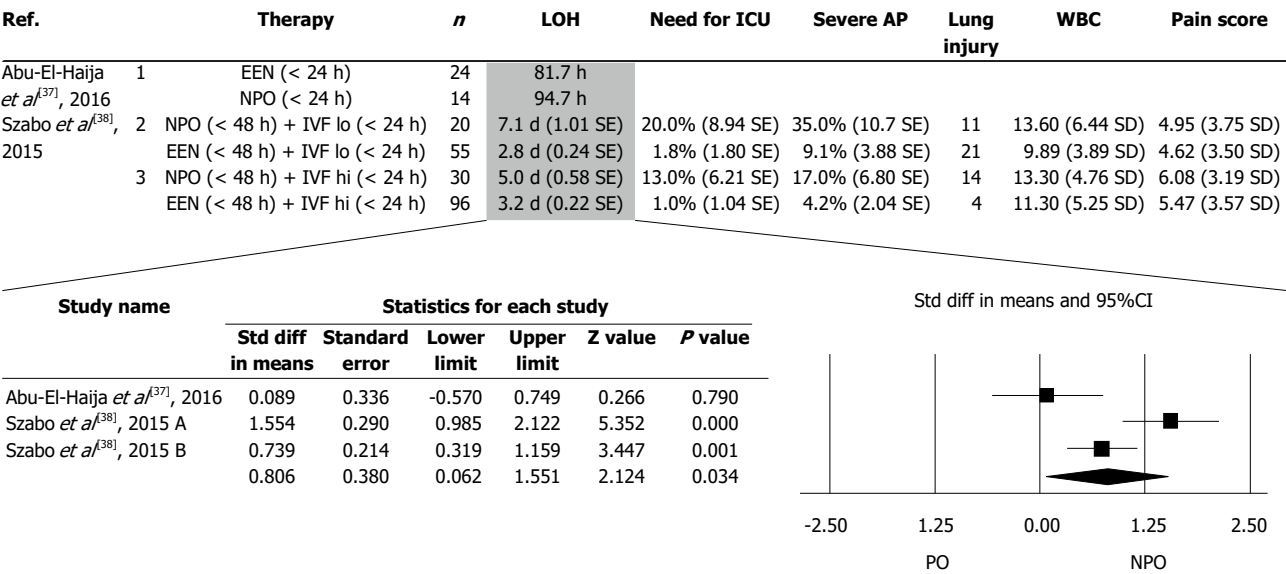 Ref. Therapy n LOH Need for ICU Severe AP Lung injury WBC Pain score
Abu-El-Haija 1 EEN (< 24 h) 24 81.7 h
et al[37], 2016 NPO (< 24 h) 14 94.7 h
Szabo et al[38], 2 NPO (< 48 h) + IVF lo (< 24 h) 20 7.1 d (1.01 SE) 20.0% (8.94 SE) 35.0% (10.7 SE) 11 13.60 (6.44 SD) 4.95 (3.75 SD)
2015 EEN (< 48 h) + IVF lo (< 24 h) 55 2.8 d (0.24 SE) 1.8% (1.80 SE) 9.1% (3.88 SE) 21 9.89 (3.89 SD) 4.62 (3.50 SD)
3 NPO (< 48 h) + IVF hi (< 24 h) 30 5.0 d (0.58 SE) 13.0% (6.21 SE) 17.0% (6.80 SE) 14 13.30 (4.76 SD) 6.08 (3.19 SD)
EEN (< 48 h) + IVF hi (< 24 h) 96 3.2 d (0.22 SE) 1.0% (1.04 SE) 4.2% (2.04 SE) 4 11.30 (5.25 SD) 5.47 (3.57 SD)
Study name Statistics for each study
Std diff in means Standard error Lower limit Upper limit Z value P value
Abu-El-Haija et al[37], 2016 0.089 0.336 -0.570 0.749 0.266 0.790
Szabo et al[38], 2015 A 1.554 0.290 0.985 2.122 5.352 0.000
Szabo et al[38], 2015 B 0.739 0.214 0.319 1.159 3.447 0.001
0.806 0.380 0.062 1.551 2.124 0.034
Std diff in means and 95%CI
-2.50 1.25 0.00 1.25 2.50
PO NPO